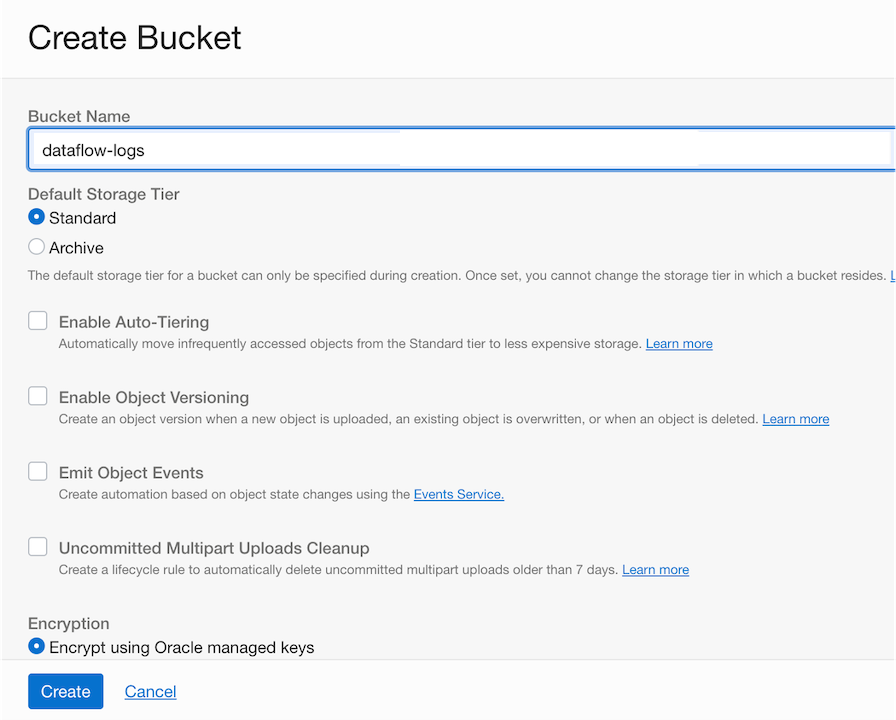 Create Bucket
Bucket Name
dataflow-logs
Default Storage Tier
Standard
Archive
The default storage tier for a bucket can only be specified during creation. Once set, you cannot change the storage tier in which a bucket resides.
Enable Auto-Tiering
Automatically move infrequently accessed objects from the Standard tier to less expensive storage. Learn more
Enable Object Versioning
Create an object version when a new object is uploaded, an existing object is overwritten, or when an object is deleted. Learn more
Emit Object Events
Create automation based on object state changes using the Events Service.
Uncommitted Multipart Uploads Cleanup
Create a lifecycle rule to automatically delete uncommitted multipart uploads older than 7 days. Learn more
Encryption
Encrypt using Oracle managed keys
Create Cancel